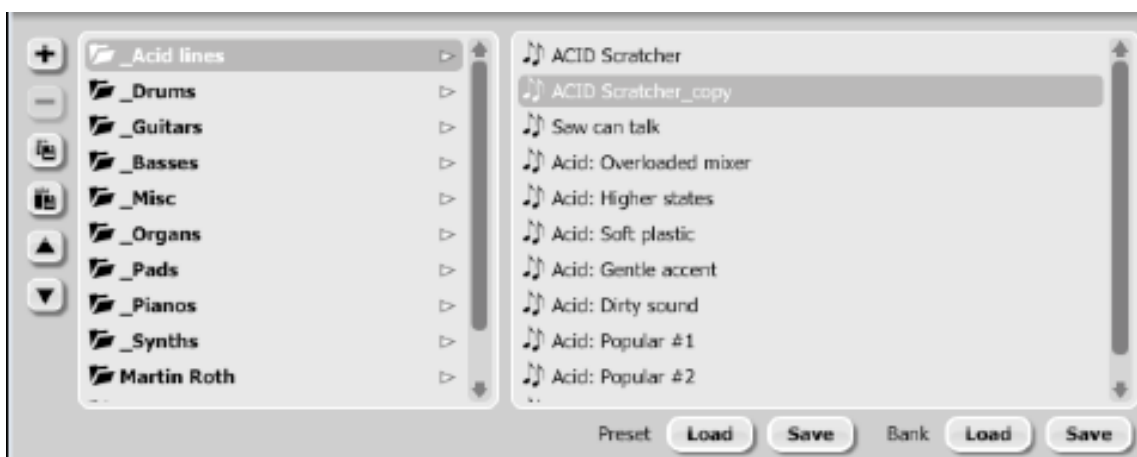 _Acid lines
_Drums
_Guitars
_Basses
_Misc
_Organs
_Pads
_Pianos
_Synths
Martin Roth
ACID Scratcher
ACID Scratcher_copy
Saw can talk
Acid: Overloaded mixer
Acid: Higher states
Acid: Soft plastic
Acid: Gentle accent
Acid: Dirty sound
Acid: Popular #1
Acid: Popular #2
Preset Load Save Bank Load Save